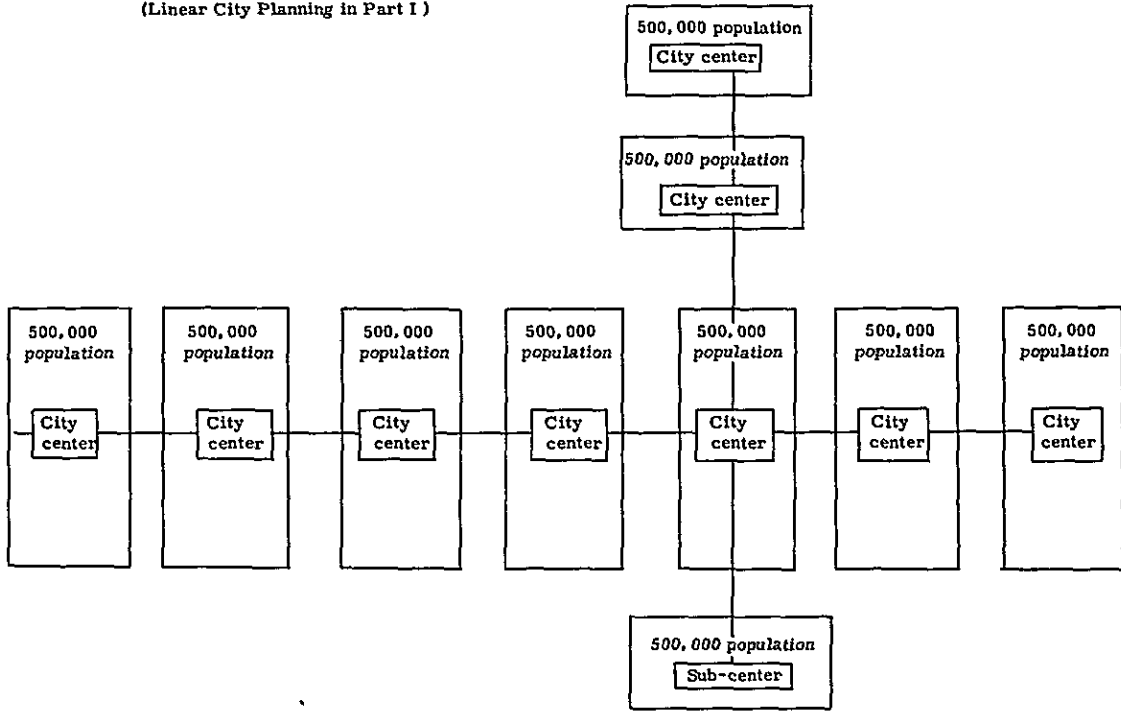 (Linear City Planning in Part I)
500,000 population
City center
500,000 population
City center
500,000
population
City
center
500,000
population
City
center
500,000
population
City
center
500,000
population
City
center
500,000
population
City
center
500,000
population
City
center
500,000
population
City
center
500,000 population
Sub-center